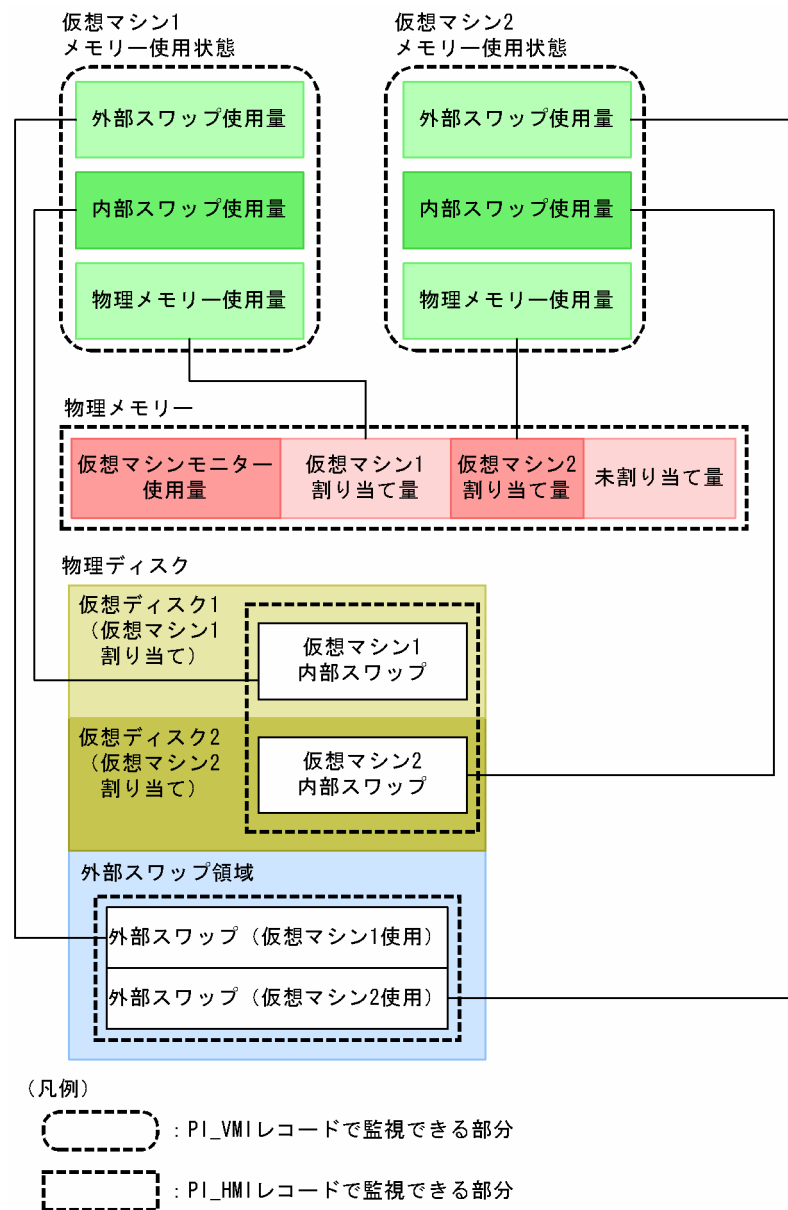 仮想マシン1
メモリー使用状態
仮想マシン2
メモリー使用状態
外部スワップ使用量
外部スワップ使用量
内部スワップ使用量
内部スワップ使用量
物理メモリー使用量
物理メモリー使用量
物理メモリー
仮想マシンモニター
使用量
仮想マシン1
割り当て量
仮想マシン2
割り当て量
未割り当て量
物理ディスク
仮想ディスク1
（仮想マシン1
割り当て）
仮想マシン1
内部スワップ
仮想ディスク2
（仮想マシン2
割り当て）
仮想マシン2
内部スワップ
外部スワップ領域
外部スワップ（仮想マシン1使用）
外部スワップ（仮想マシン2使用）
（凡例）
：PI_VMIレコードで監視できる部分
：PI_HMIレコードで監視できる部分